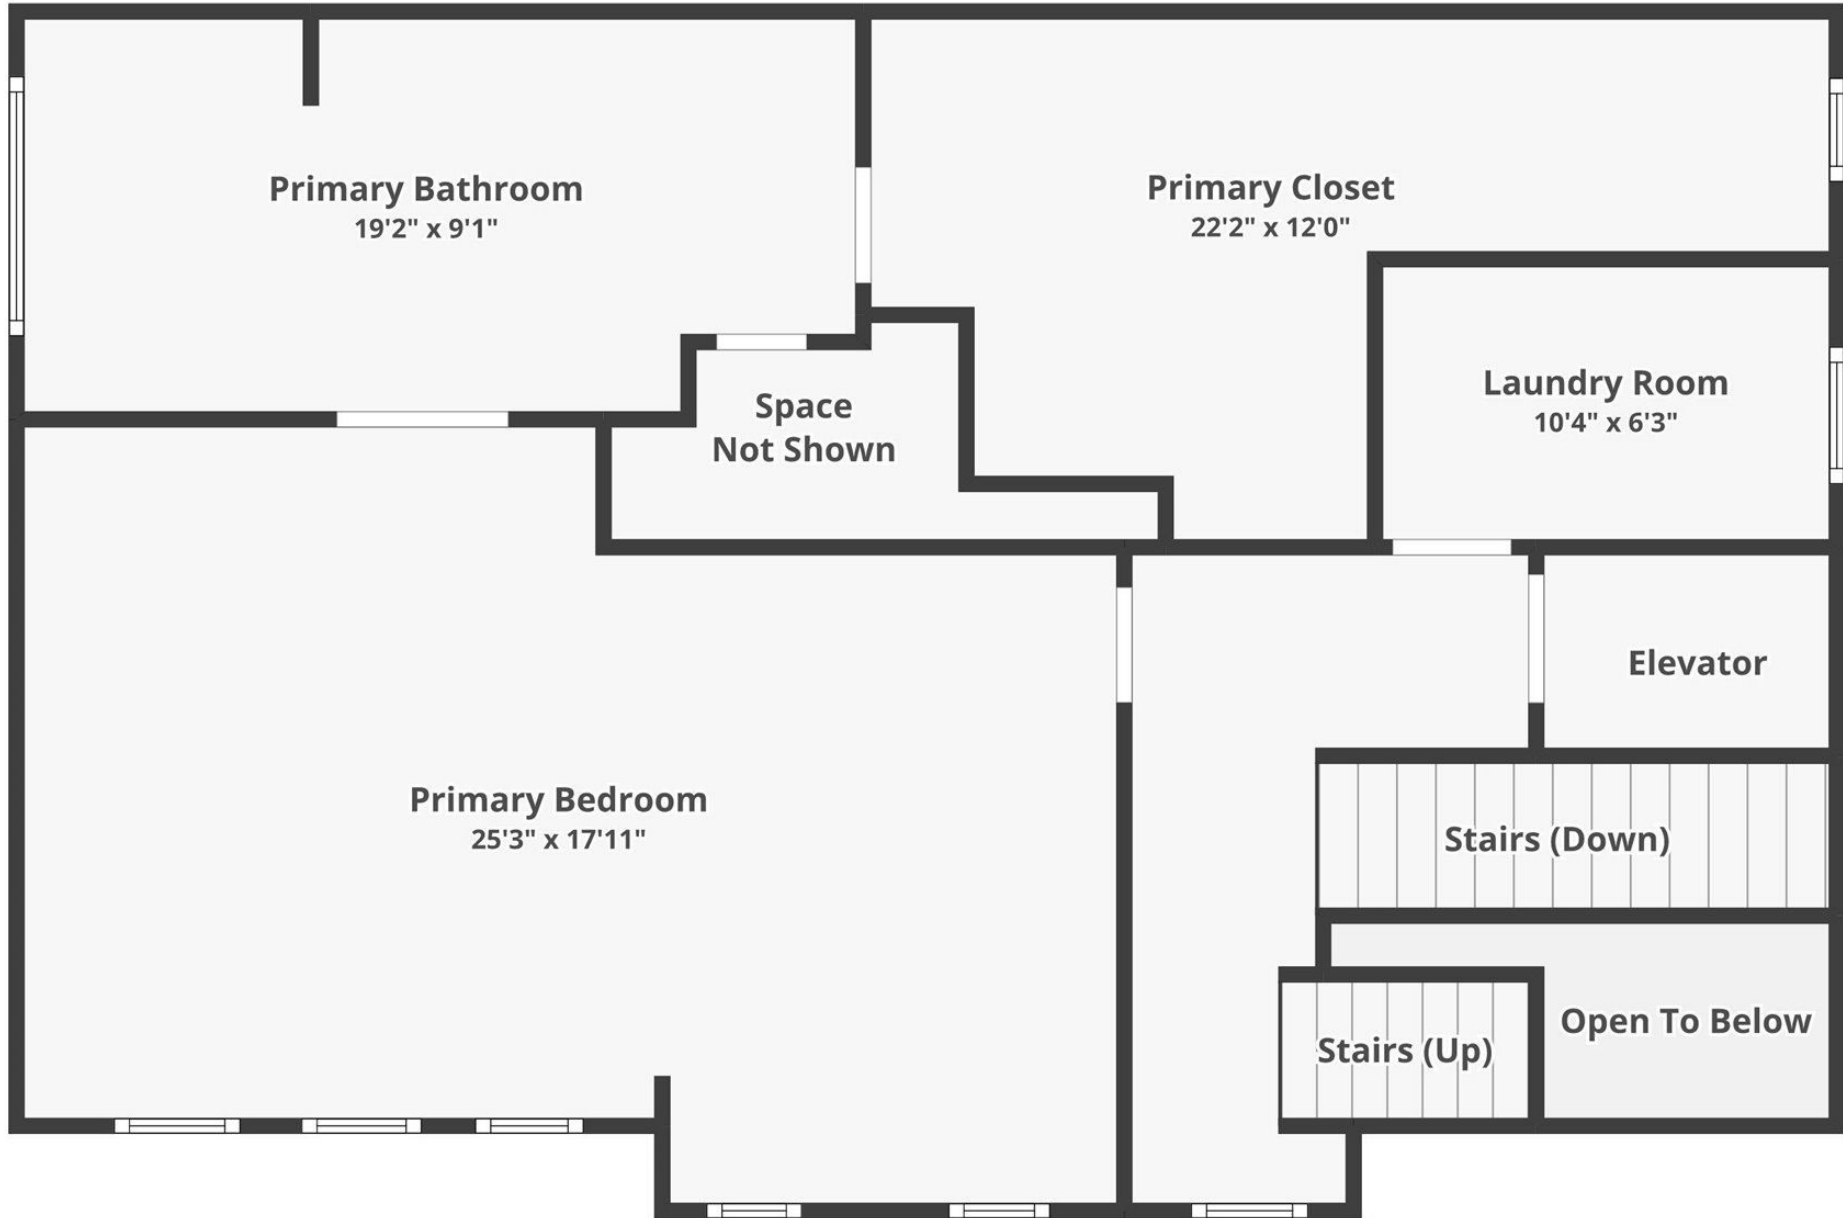 Primary Bathroom
19'2" x 9'1"
Primary Closet
22'2" x 12'0"
Laundry Room
10'4" x 6'3"
Space
Not Shown
Elevator
Primary Bedroom
25'3" x 17'11"
Stairs (Down)
Open To Below
Stairs (Up)